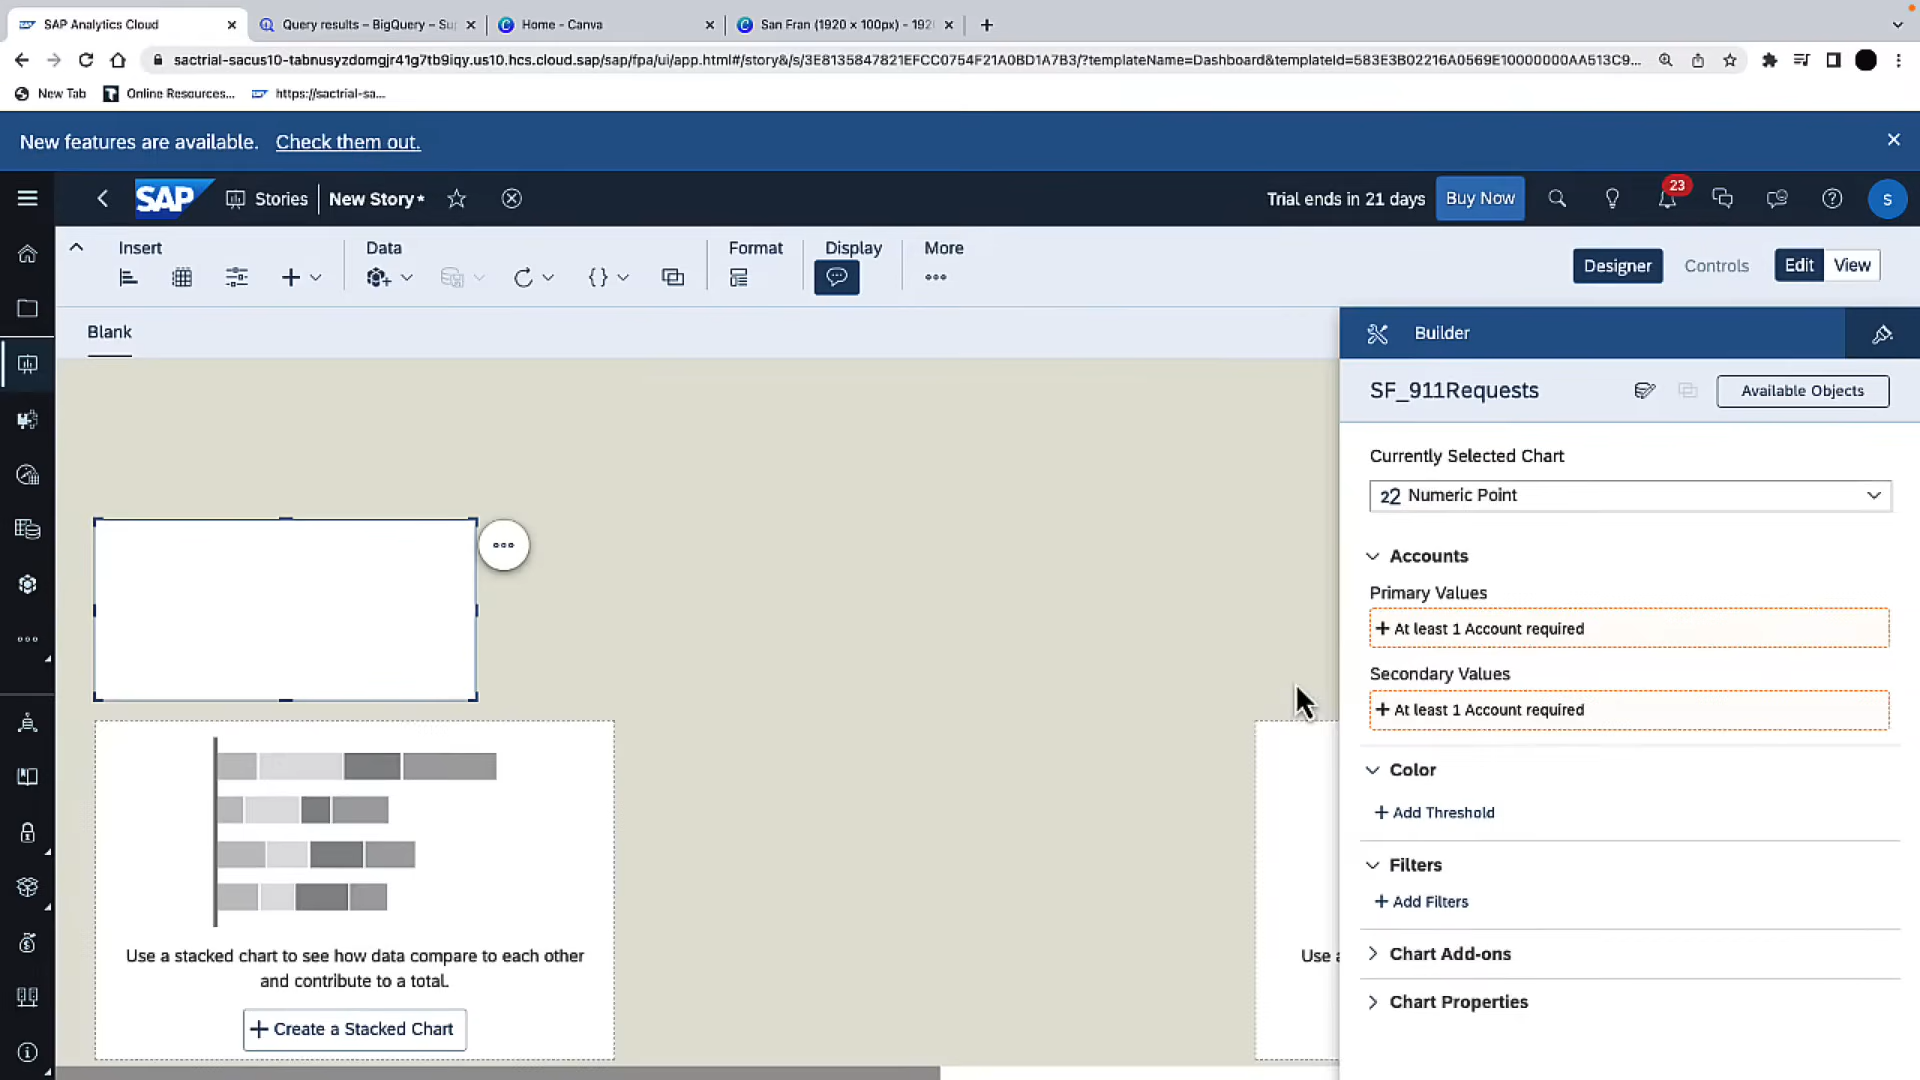 SAP Analytics Cloud
Query results – BigQuery – Su
Home - Canva
San Fran (1920 × 100px) - 192
sactrial-sacus10-tabnusyzdomgjr41g7tb9iqy.us10.hcs.cloud.sap/sap/fpa/ui/app.html#/story&/s/3E8135847821EFCC0754F21A0BD1A7B3/?templateName=Dashboard&templateId=583E3B02216A0569E10000000AA513C9...
New Tab
Online Resources...
https://sactrial-sa...
New features are available. Check them out.
SAP
Stories
New Story*
Trial ends in 21 days
Buy Now
23
S
Insert
Data
Format
Display
More
Designer
Controls
Edit
View
Blank
Builder
SF_911Requests
Available Objects
Currently Selected Chart
22 Numeric Point
Accounts
Primary Values
+ At least 1 Account required
Secondary Values
+ At least 1 Account required
Color
+ Add Threshold
Filters
+ Add Filters
Chart Add-ons
Chart Properties
Use a stacked chart to see how data compare to each other
and contribute to a total.
+ Create a Stacked Chart
Use a